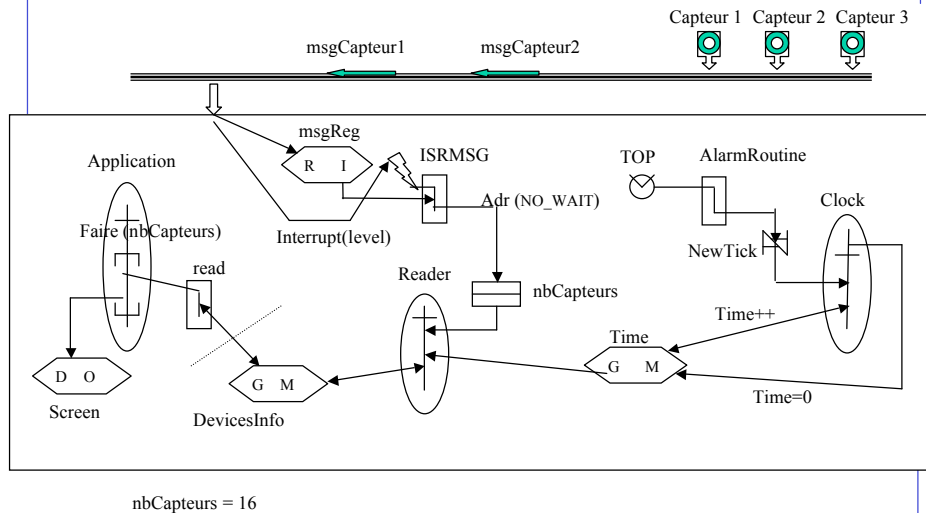 Capteur 1 Capteur 2 Capteur 3
msgCapteur1 msgCapteur2
msgReg
R I
ISRMSG
Application
TOP
AlarmRoutine
Clock
Adr (NO_WAIT)
Faire (nbCapteurs)
Interrupt(level)
NewTick
read
Reader
nbCapteurs
Time++
Time
G M
D O
G M
Screen
DevicesInfo
Time=0
nbCapteurs = 16